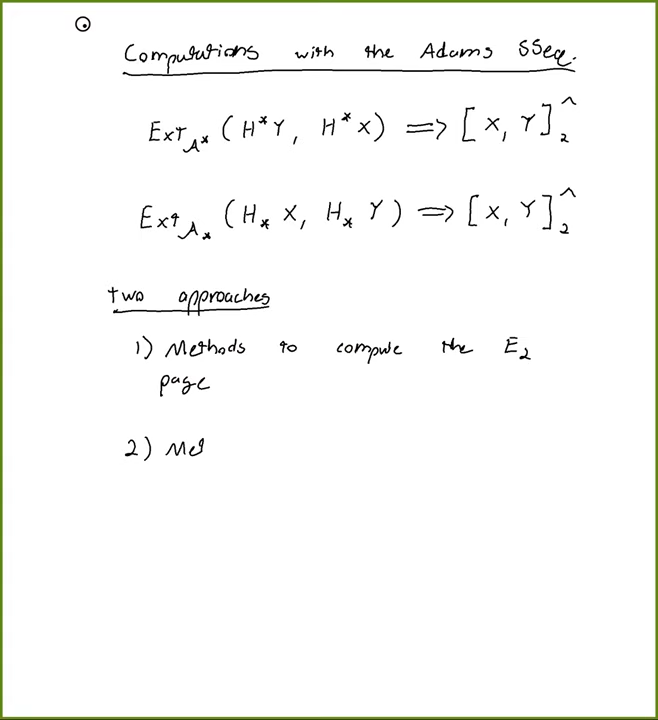 Computations with the Adams SSeq.
Ext_{A^*} ( H^*Y, H^*X ) => [ X, Y ]^_2
Ext_{A_*} ( H_* X, H_* Y ) => [ X, Y ]^_2
two approaches
1) Methods to compute the E_2
page
2) Met